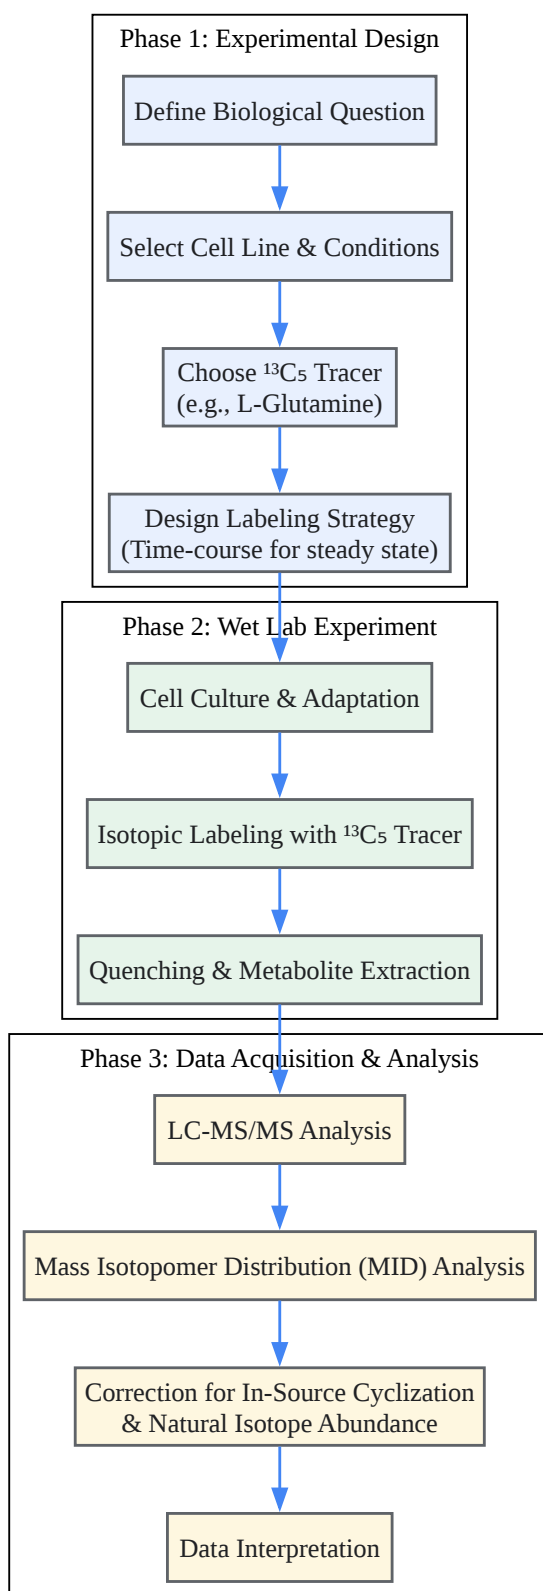 Phase 1: Experimental Design
Define Biological Question
Select Cell Line & Conditions
Choose ¹³C₅ Tracer
(e.g., L-Glutamine)
Design Labeling Strategy
(Time-course for steady state)
Phase 2: Wet Lab Experiment
Cell Culture & Adaptation
Isotopic Labeling with ¹³C₅ Tracer
Quenching & Metabolite Extraction
Phase 3: Data Acquisition & Analysis
LC-MS/MS Analysis
Mass Isotopomer Distribution (MID) Analysis
Correction for In-Source Cyclization
& Natural Isotope Abundance
Data Interpretation